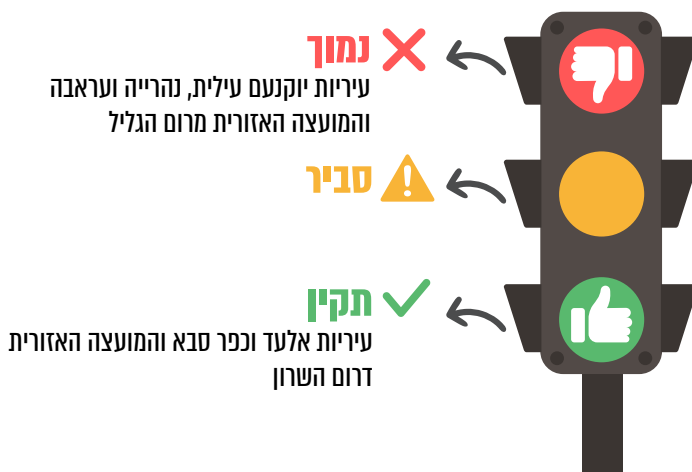 נמוך
עיריות יוקנעם עילית, נהרייה ועראבה
והמועצה האזורית מרום הגליל
סביר
תקין
עיריות אלעד וכפר סבא והמועצה האזורית
דרום השרון